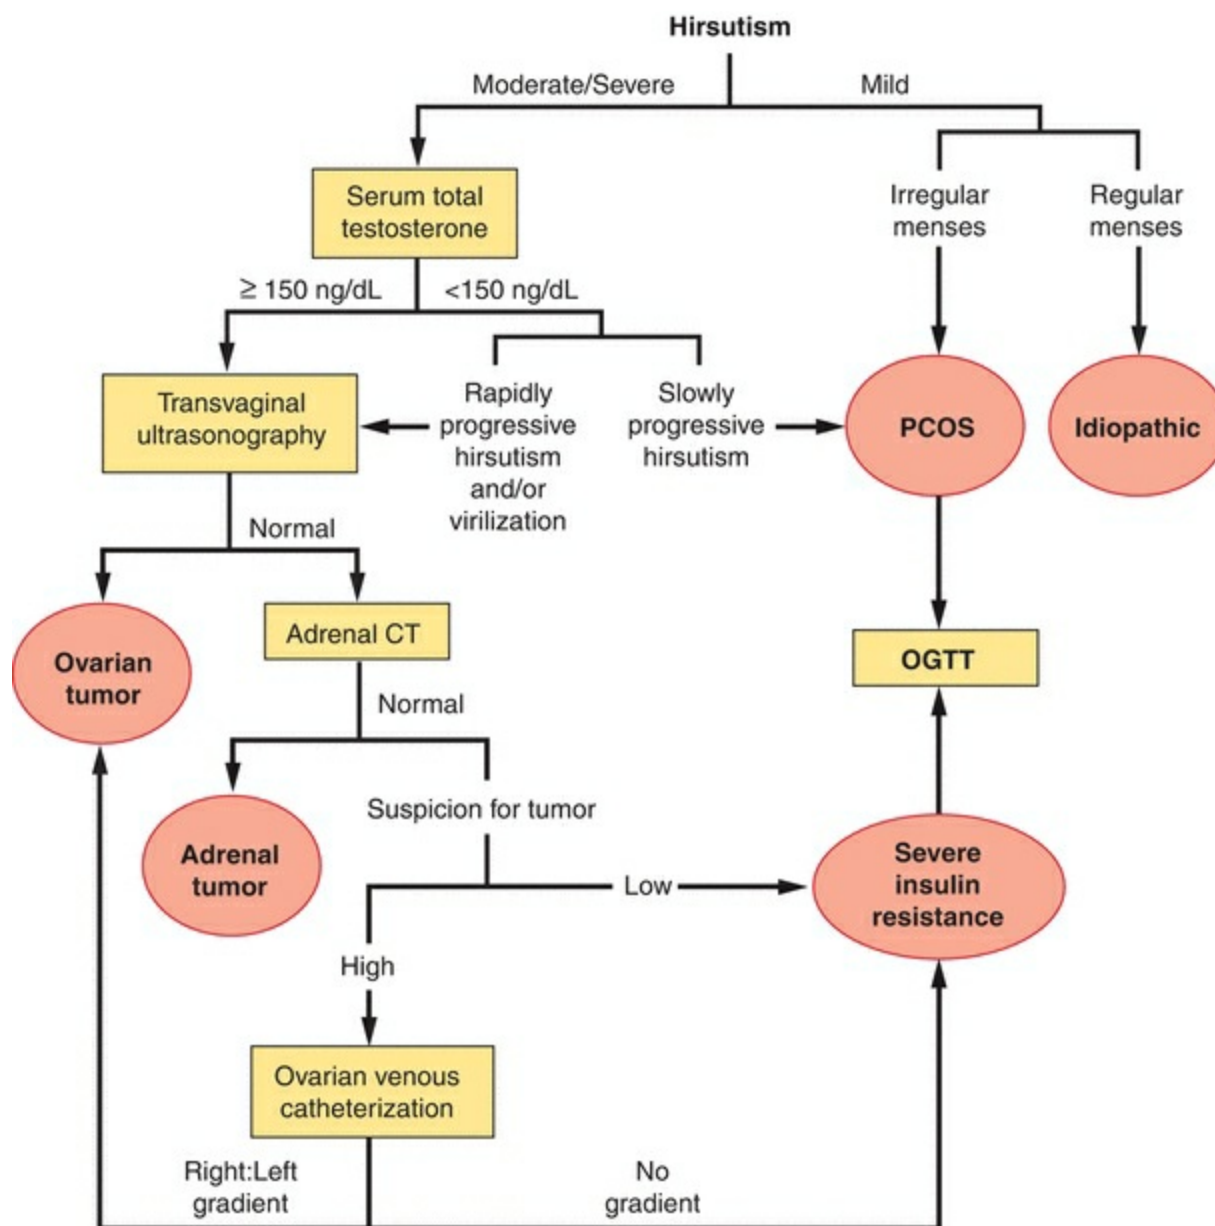 Hirsutism
Moderate/Severe
Mild
Serum total
testosterone
Irregular
menses
Regular
menses
≥ 150 ng/dL
<150 ng/dL
Transvaginal
ultrasonography
Rapidly
progressive
hirsutism
and/or
virilization
Slowly
progressive
hirsutism
PCOS
Idiopathic
Normal
Ovarian
tumor
Adrenal CT
OGTT
Normal
Adrenal
tumor
Suspicion for tumor
Low
Severe
insulin
resistance
High
Ovarian venous
catheterization
Right:Left
gradient
No
gradient